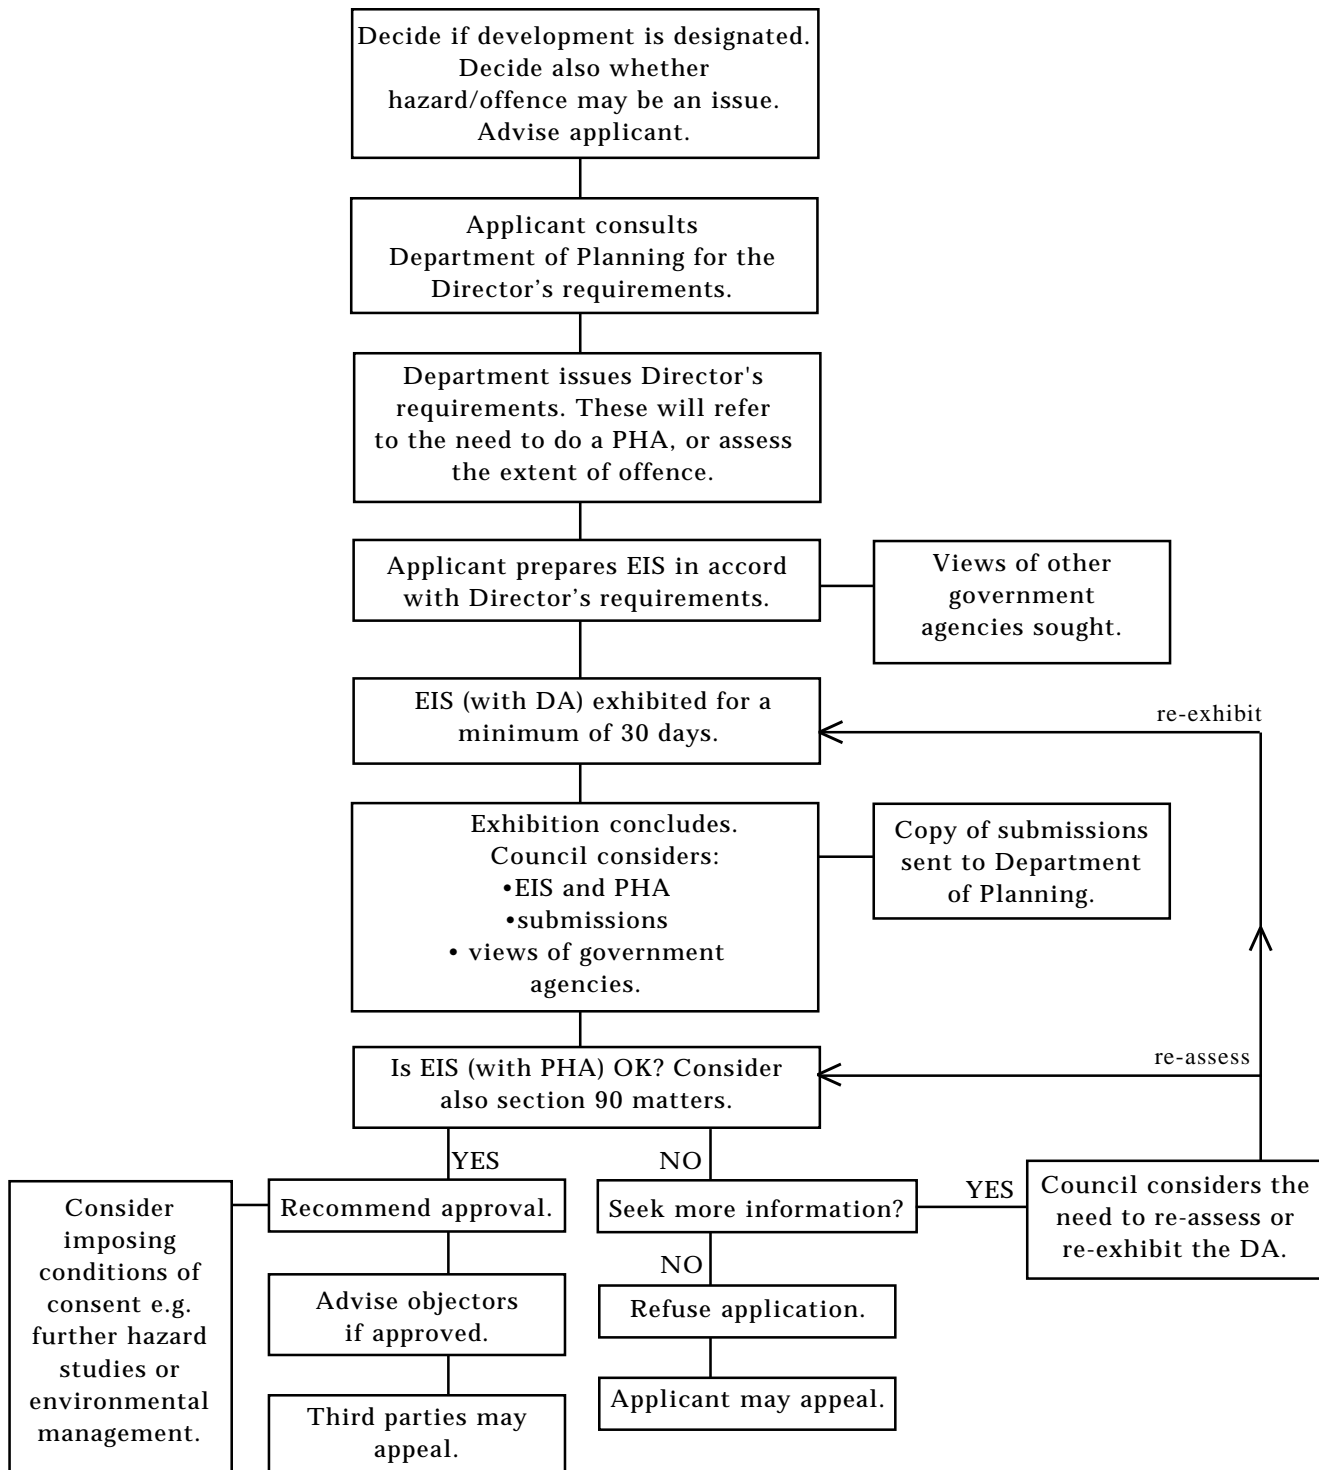 Decide if development is designated.
Decide also whether
hazard/offence may be an issue.
Advise applicant.
Applicant consults
Department of Planning for the
Director’s requirements.
Department issues Director's
requirements. These will refer
to the need to do a PHA, or assess
the extent of offence.
Applicant prepares EIS in accord
with Director’s requirements.
Views of other
government
agencies sought.
EIS (with DA) exhibited for a
minimum of 30 days.
re-exhibit
Exhibition concludes.
Council considers:
•EIS and PHA
•submissions
• views of government
agencies.
Copy of submissions
sent to Department
of Planning.
Is EIS (with PHA) OK? Consider
also section 90 matters.
re-assess
YES
NO
Consider
imposing
conditions of
consent e.g.
further hazard
studies or
environmental
management.
Recommend approval.
Seek more information?
YES
Council considers the
need to re-assess or
re-exhibit the DA.
NO
Advise objectors
if approved.
Refuse application.
Third parties may
appeal.
Applicant may appeal.